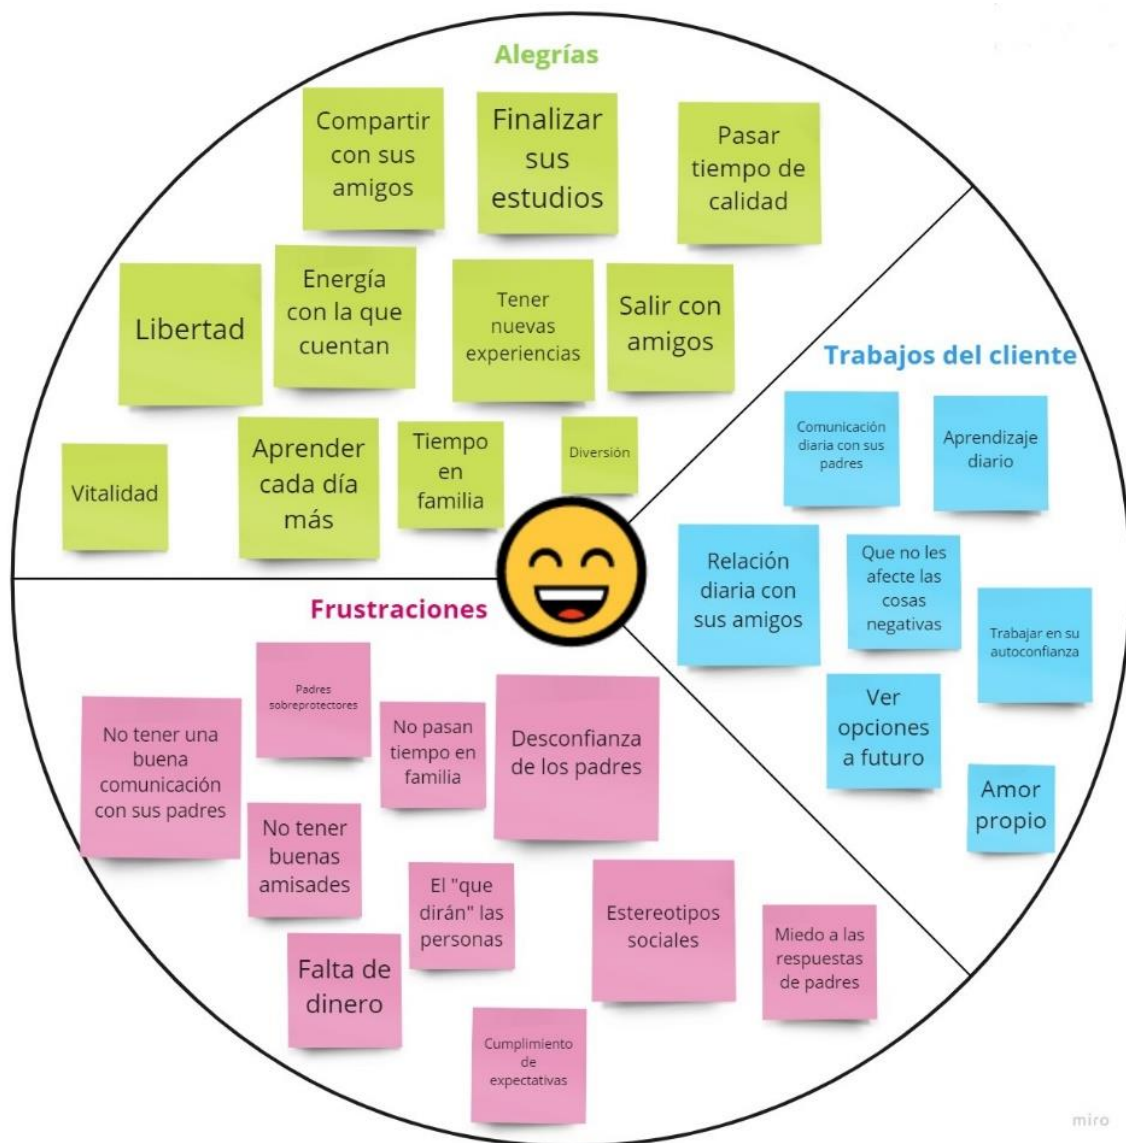 Alegrías
Compartir
con sus
amigos
Finalizar
sus
estudios
Pasar
tiempo de
calidad
Libertad
Energía
con la que
cuentan
Tener
nuevas
experiencias
Salir con
amigos
Vitalidad
Aprender
cada día
más
Tiempo
en
familia
Diversión
Trabajos del cliente
Comunicación
diaria con sus
padres
Aprendizaje
diario
Relación
diaria con
sus amigos
Que no les
afecte las
cosas
negativas
Trabajar en su
autoconfianza
Ver
opciones
a futuro
Amor
propio
Frustraciones
No tener una
buena
comunicación
con sus padres
Padres
sobreprotectores
No pasan
tiempo en
familia
Desconfianza
de los padres
No tener
buenas
amisades
El "que
dirán" las
personas
Estereotipos
sociales
Miedo a las
respuestas
de padres
Falta de
dinero
Cumplimiento
de
expectativas
miro